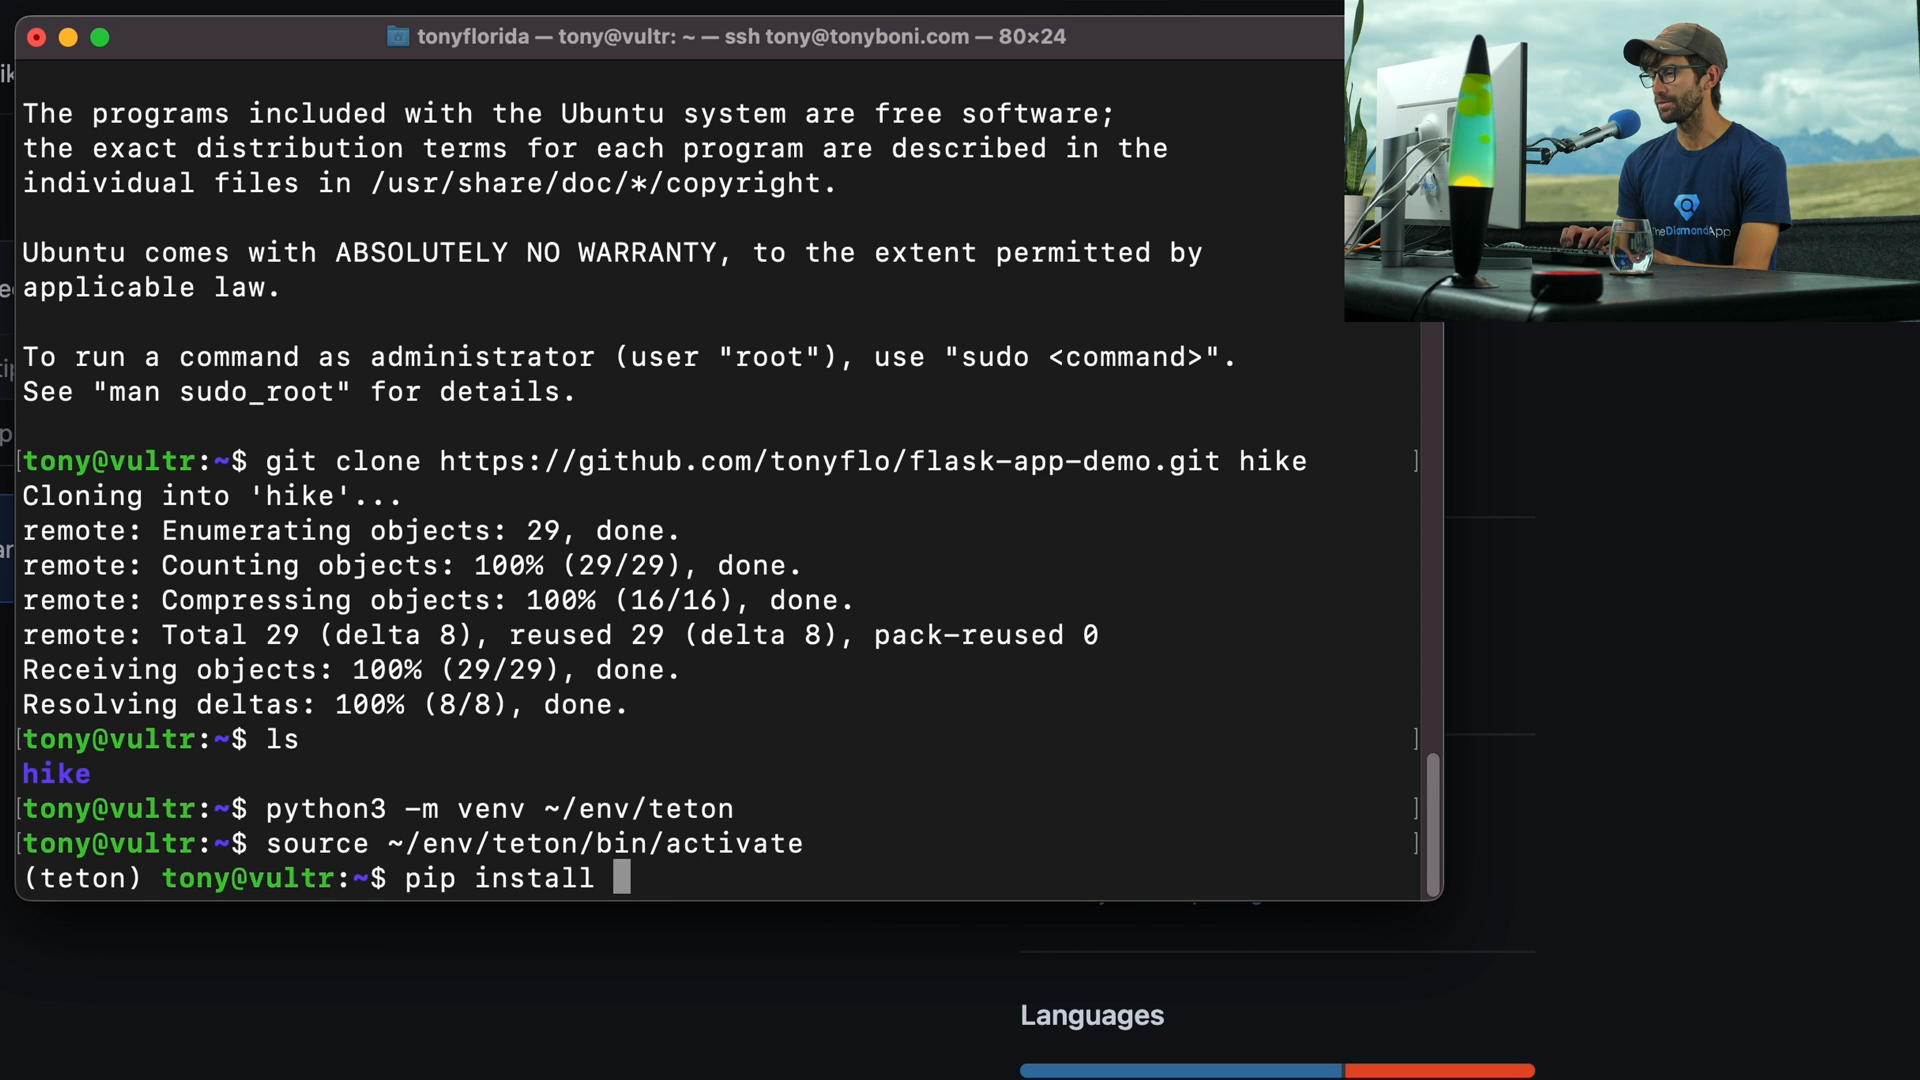 tonyflorida — tony@vultr: ~ — ssh tony@tonyboni.com — 80×24
The programs included with the Ubuntu system are free software;
the exact distribution terms for each program are described in the
individual files in /usr/share/doc/*/copyright.
Ubuntu comes with ABSOLUTELY NO WARRANTY, to the extent permitted by
applicable law.
To run a command as administrator (user "root"), use "sudo <command>".
See "man sudo_root" for details.
[tony@vultr:~$ git clone https://github.com/tonyflo/flask-app-demo.git hike ]
Cloning into 'hike'...
remote: Enumerating objects: 29, done.
remote: Counting objects: 100% (29/29), done.
remote: Compressing objects: 100% (16/16), done.
remote: Total 29 (delta 8), reused 29 (delta 8), pack-reused 0
Receiving objects: 100% (29/29), done.
Resolving deltas: 100% (8/8), done.
[tony@vultr:~$ ls ]
hike
[tony@vultr:~$ python3 -m venv ~/env/teton ]
[tony@vultr:~$ source ~/env/teton/bin/activate ]
(teton) tony@vultr:~$ pip install
TheDiamondApp
Languages